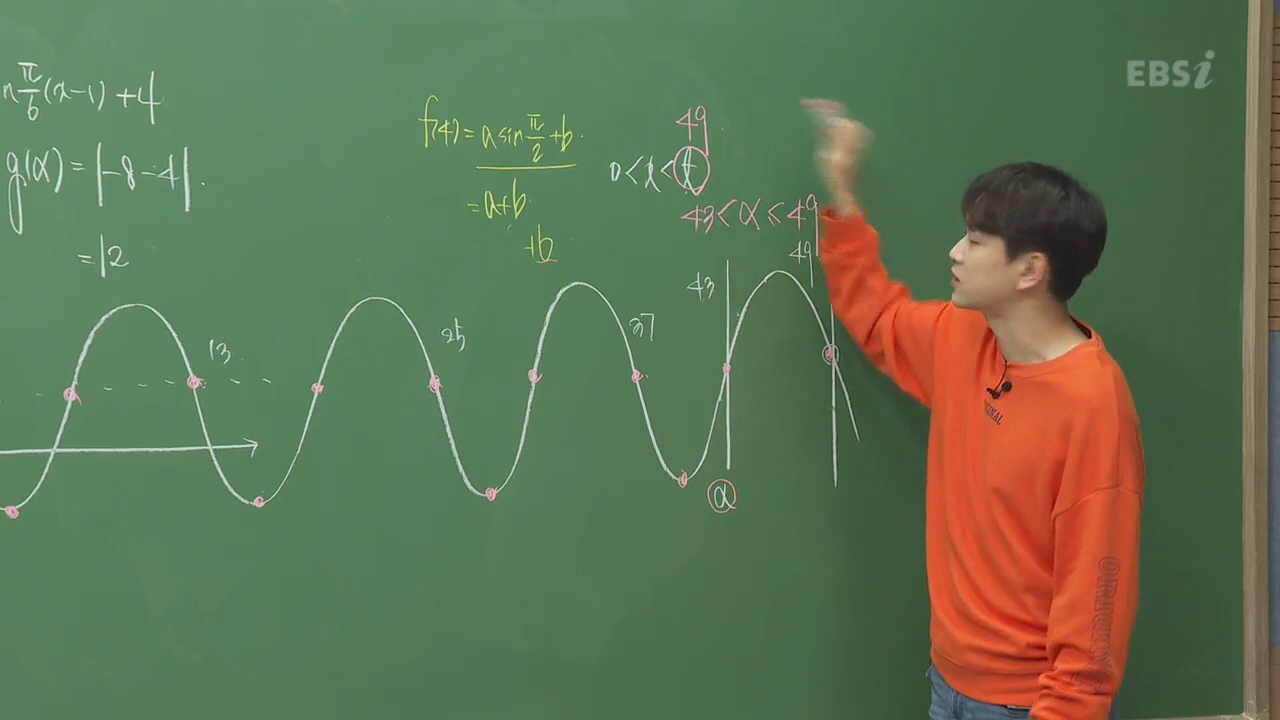 n π/6 (x-1) +4
g(α) = |-8-4|.
= 12
f(4) = a sin π/2 + b.
= a+b
+b
49
0 < x < t
43 < α ≤ 49
49
43
13
25
37
α
EBSi